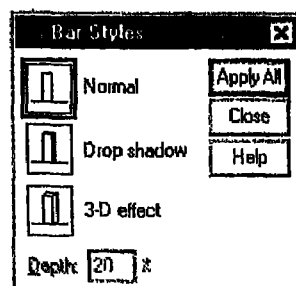 Bar Styles
Normal
Apply All
Close
Drop shadow
Help
3-D effect
Depth: 20 %